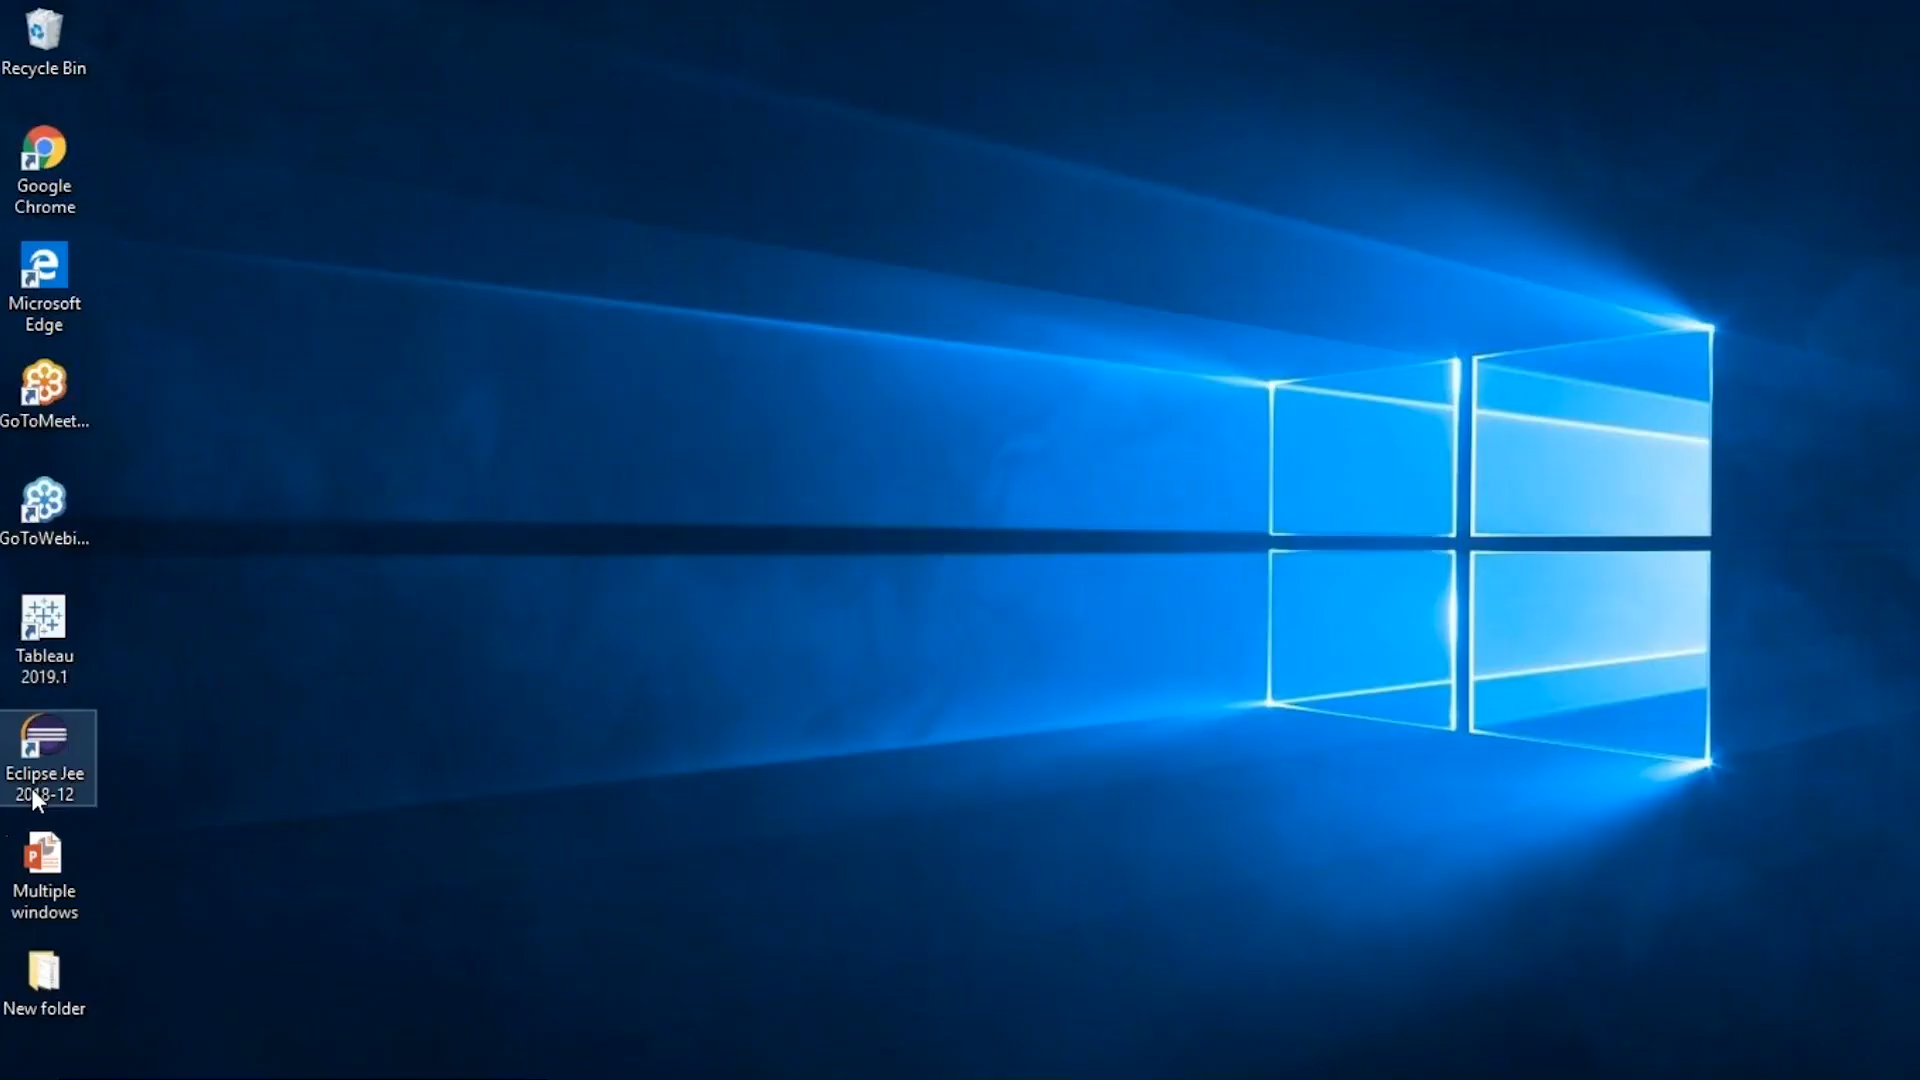 Recycle Bin
Google
Chrome
Microsoft
Edge
GoToMeet...
GoToWebi...
Tableau
2019.1
Eclipse Jee
2018-12
Multiple
windows
New folder